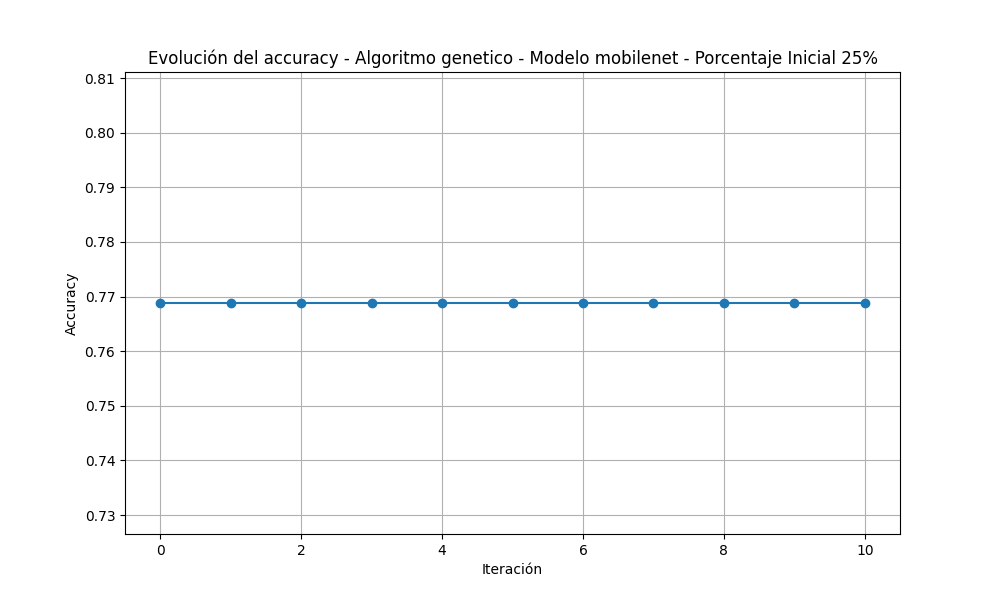 Evolución del accuracy - Algoritmo genetico - Modelo mobilenet - Porcentaje Inicial 25%
0.81
0.80
0.79
0.78
0.77
0.76
0.75
0.74
0.73
Accuracy
0 2 4 6 8 10
Iteración